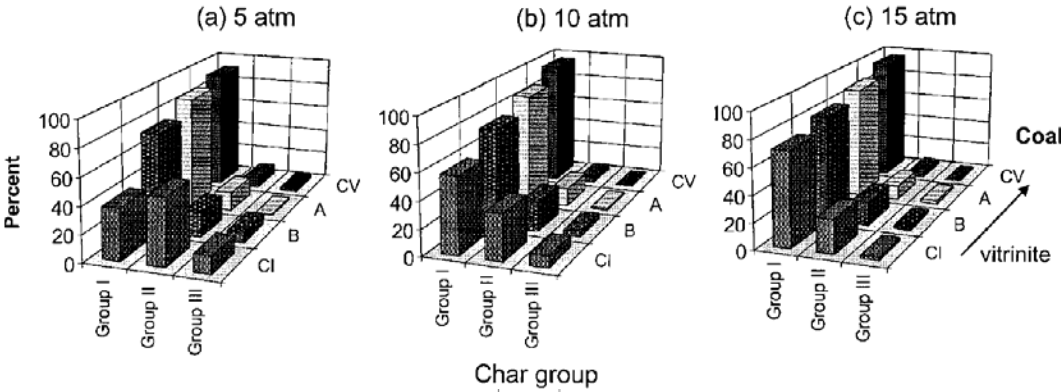 (a) 5 atm
(b) 10 atm
(c) 15 atm
Percent
100
80
60
40
20
0
CV
A
B
CI
Group I
Group II
Group III
100
80
60
40
20
0
CV
A
B
CI
Group I
Group II
Group III
100
80
60
40
20
0
CV
A
B
CI
Group I
Group II
Group III
Coal
vitrinite
Char group